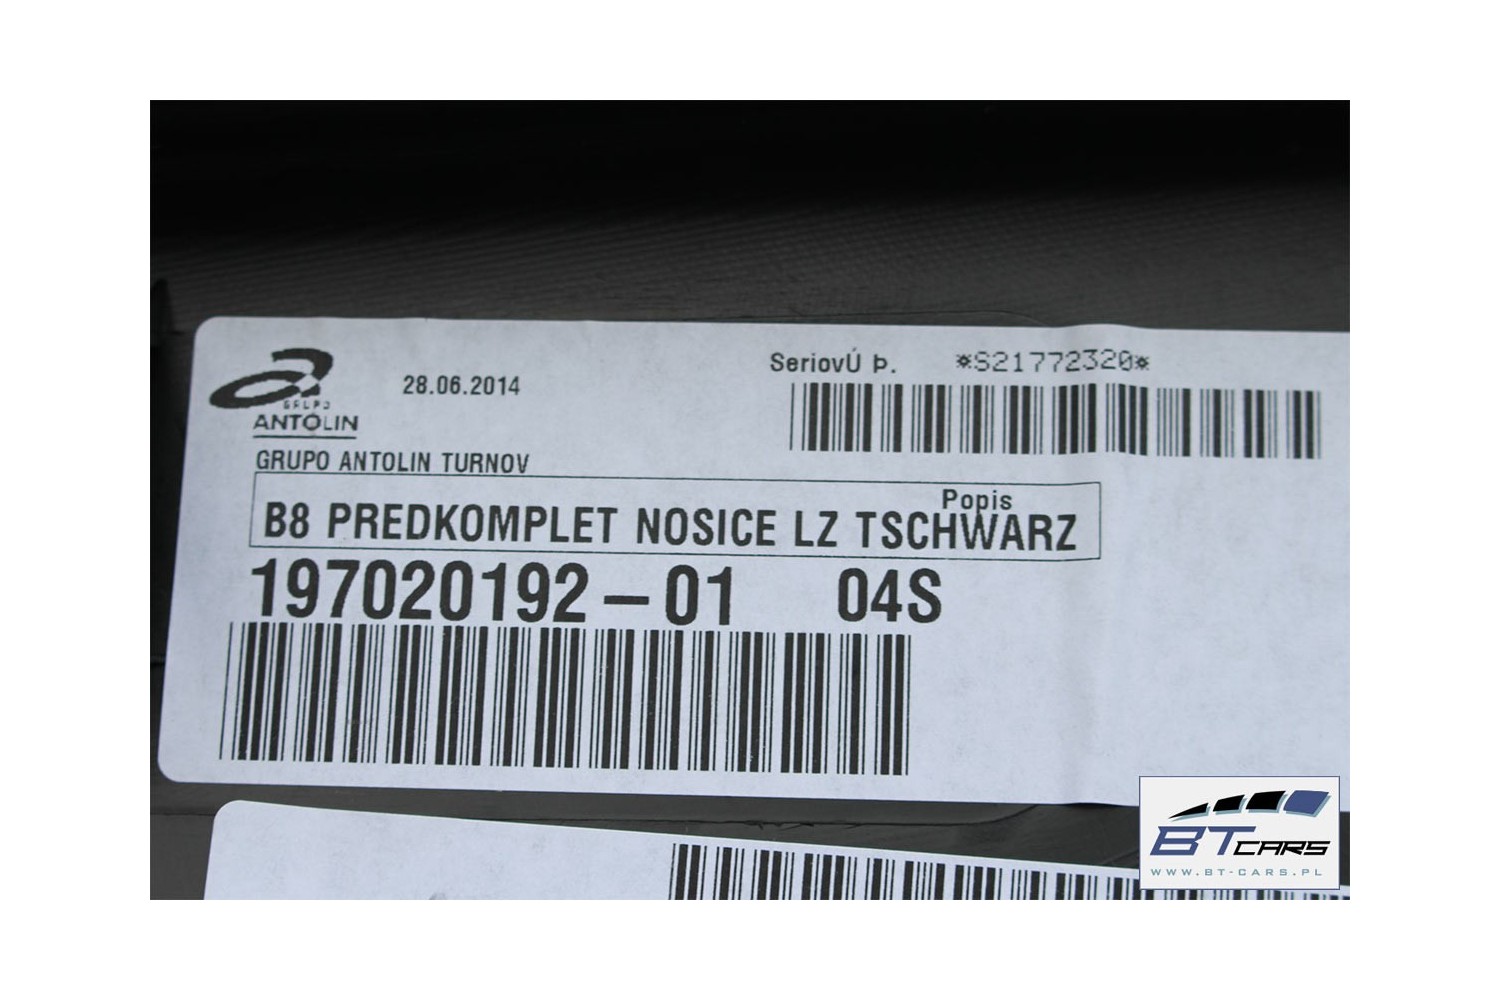 SeriovÚ Þ. *S21772320*
28.06.2014
GRUPO
ANTOLIN
GRUPO ANTOLIN TURNOV
Popis
B8 PREDKOMPLET NOSICE LZ TSCHWARZ
197020192-01 04S
BT CARS
WWW.BT-CARS.PL